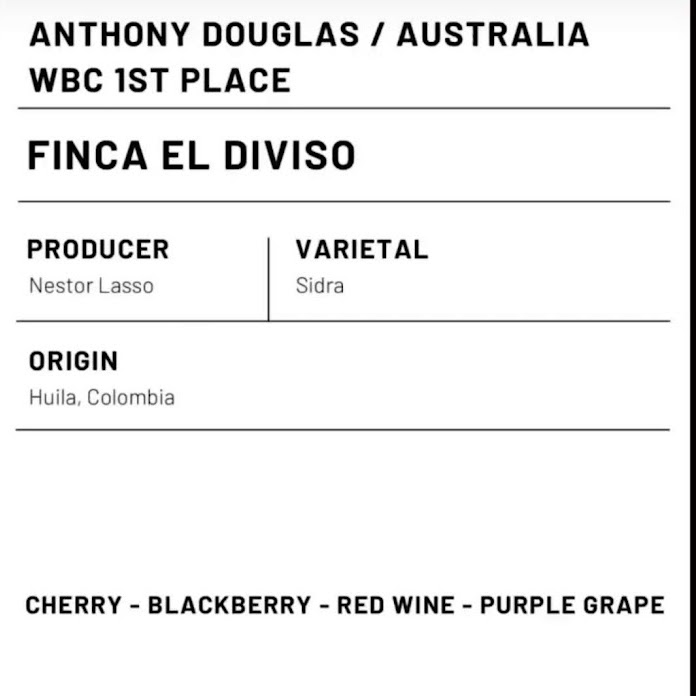 ANTHONY DOUGLAS / AUSTRALIA
WBC 1ST PLACE
FINCA EL DIVISO
PRODUCER
Nestor Lasso
VARIETAL
Sidra
ORIGIN
Huila, Colombia
CHERRY - BLACKBERRY - RED WINE - PURPLE GRAPE